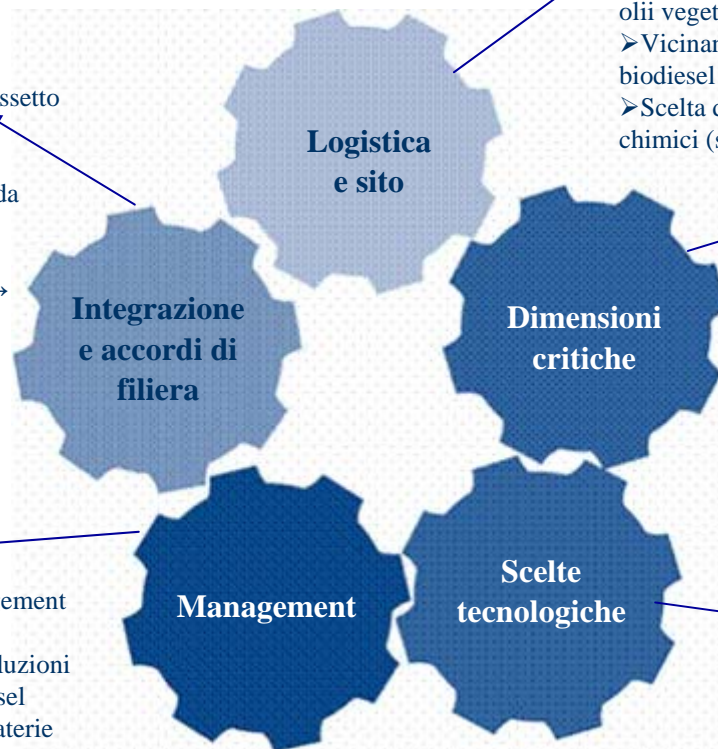 olii veget
➤Vicinan
biodiesel
➤Scelta d
chimici (s
ssetto
da
→
Logistica
e sito
Integrazione
e accordi di
filiera
Dimensioni
critiche
Management
Scelte
tecnologiche
ement
luzioni
sel
aterie